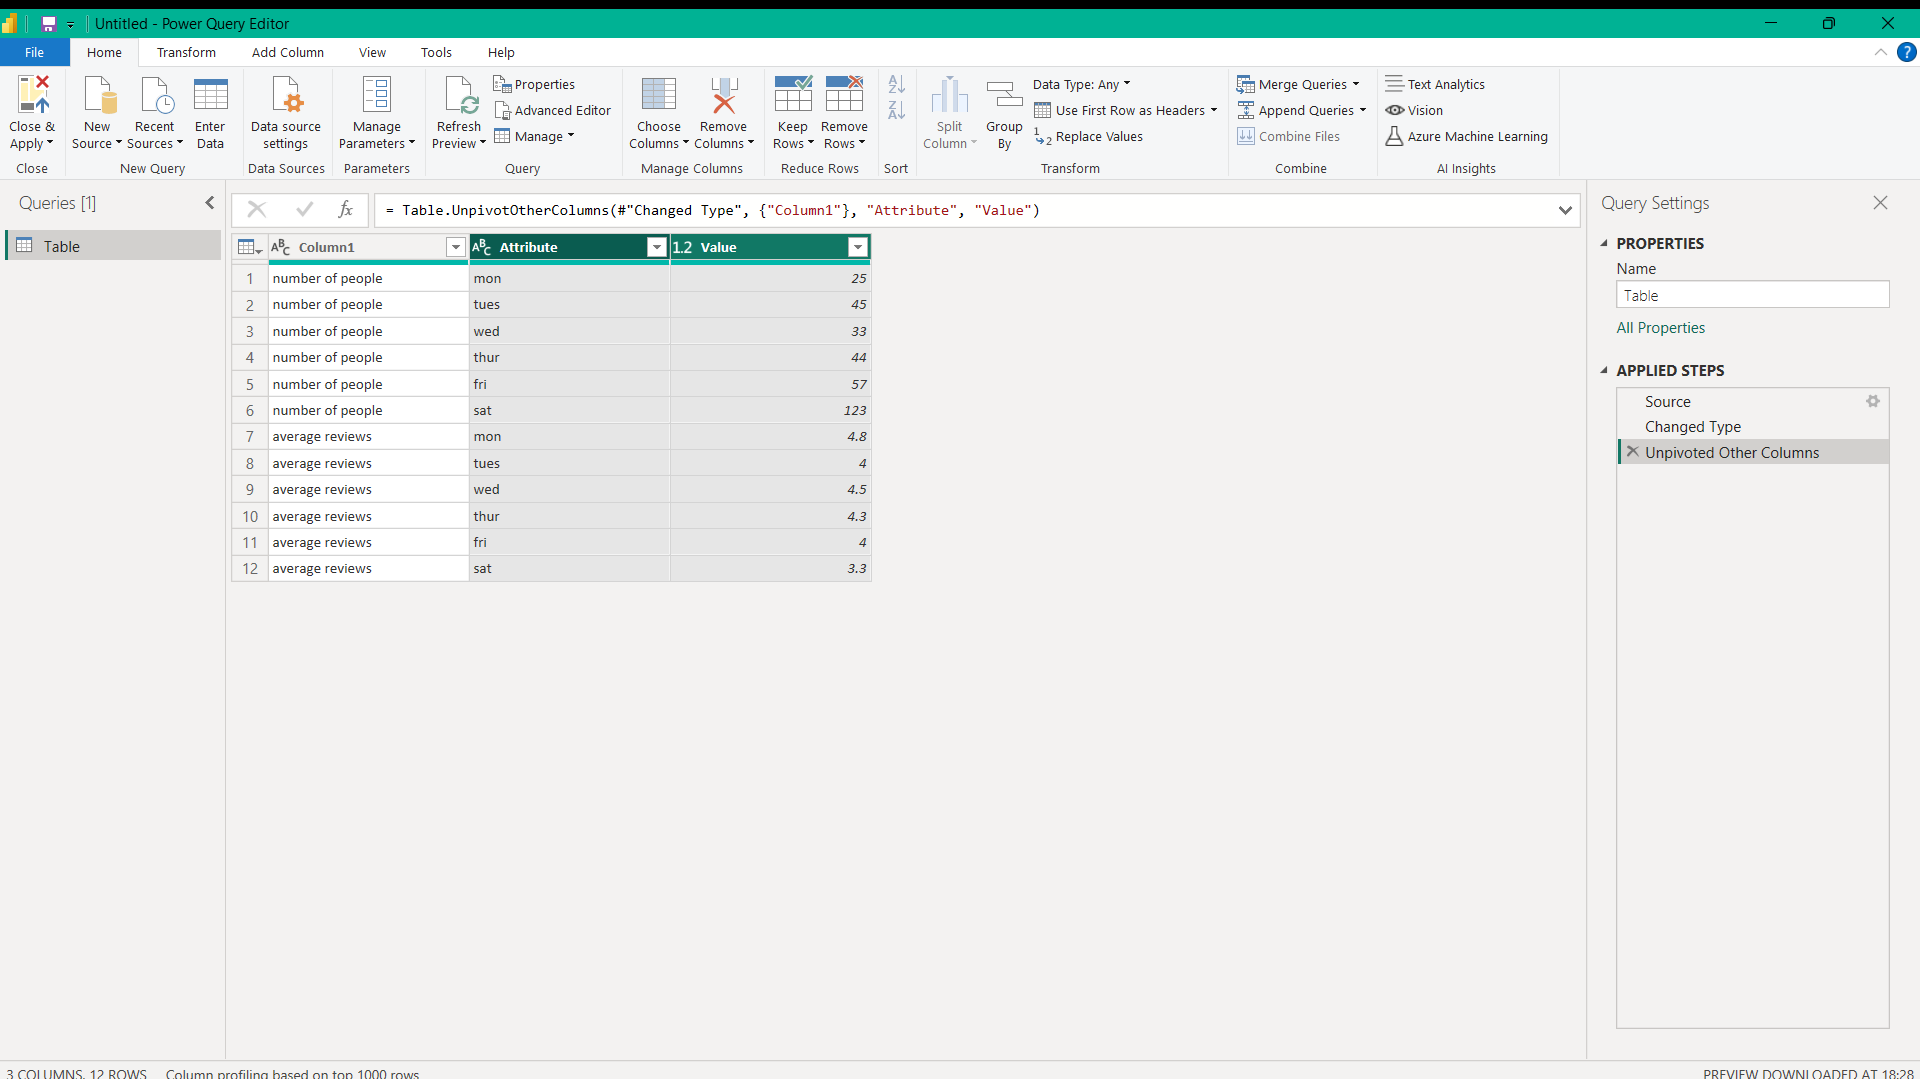 Untitled - Power Query Editor
File
Home
Transform
Add Column
View
Tools
Help
?
Close &
Apply
Close
New
Source
Recent
Sources
Enter
Data
New Query
Data source
settings
Data Sources
Manage
Parameters
Parameters
Refresh
Preview
Properties
Advanced Editor
Manage
Query
Choose
Columns
Remove
Columns
Manage Columns
Keep
Rows
Remove
Rows
Reduce Rows
A
Z
Z
A
Sort
Split
Column
Group
By
Data Type: Any
Use First Row as Headers
1
2 Replace Values
Transform
Merge Queries
Append Queries
Combine Files
Combine
Text Analytics
Vision
Azure Machine Learning
AI Insights
Queries [1]
Table
fx
= Table.UnpivotOtherColumns(#"Changed Type", {"Column1"}, "Attribute", "Value")
ABC Column1 ABC Attribute 1.2 Value
1 number of people mon 25
2 number of people tues 45
3 number of people wed 33
4 number of people thur 44
5 number of people fri 57
6 number of people sat 123
7 average reviews mon 4.8
8 average reviews tues 4
9 average reviews wed 4.5
10 average reviews thur 4.3
11 average reviews fri 4
12 average reviews sat 3.3
Query Settings
PROPERTIES
Name
Table
All Properties
APPLIED STEPS
Source
Changed Type
Unpivoted Other Columns
3 COLUMNS, 12 ROWS
Column profiling based on top 1000 rows
PREVIEW DOWNLOADED AT 18:28